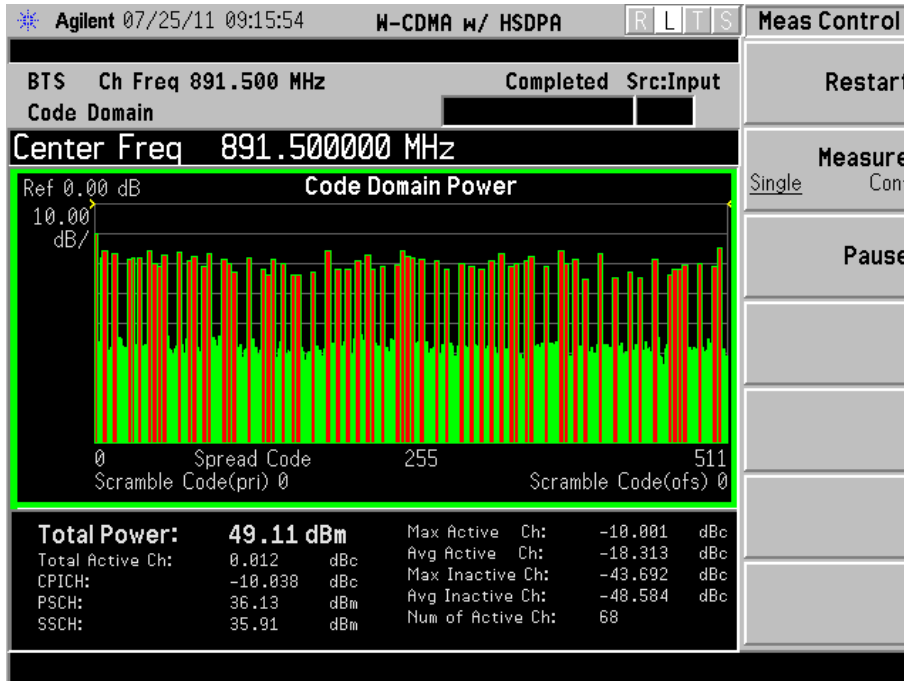 Agilent 07/25/11 09:15:54 W-CDMA w/ HSDPA R L T S Meas Control
BTS Ch Freq 891.500 MHz Completed Src:Input
Code Domain
Restart
Center Freq 891.500000 MHz
Measure
Single Cont
Ref 0.00 dB Code Domain Power
10.00
dB/
Pause
0 Spread Code 255 511
Scramble Code(pri) 0 Scramble Code(ofs) 0
Total Power: 49.11 dBm
Total Active Ch: 0.012 dBc
CPICH: -10.038 dBc
PSCH: 36.13 dBm
SSCH: 35.91 dBm
Max Active Ch: -10.001 dBc
Avg Active Ch: -18.313 dBc
Max Inactive Ch: -43.692 dBc
Avg Inactive Ch: -48.584 dBc
Num of Active Ch: 68